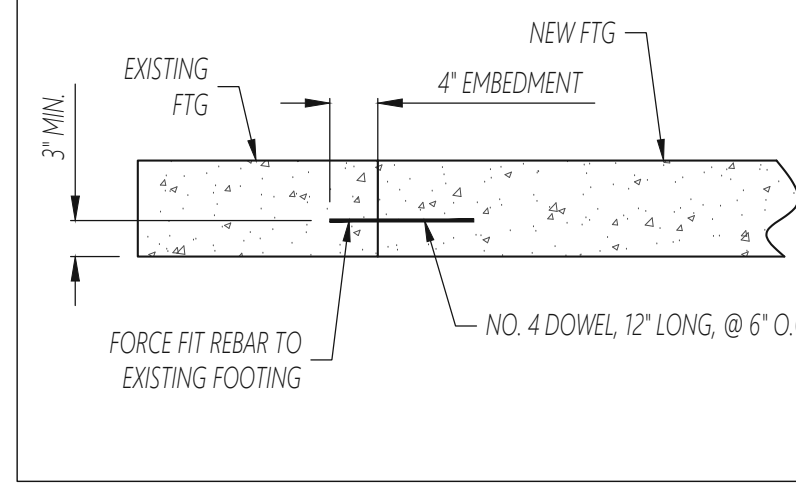 NEW FTG
EXISTING
FTG
4" EMBEDMENT
3" MIN.
NO. 4 DOWEL, 12" LONG, @ 6"
FORCE FIT REBAR TO
EXISTING FOOTING